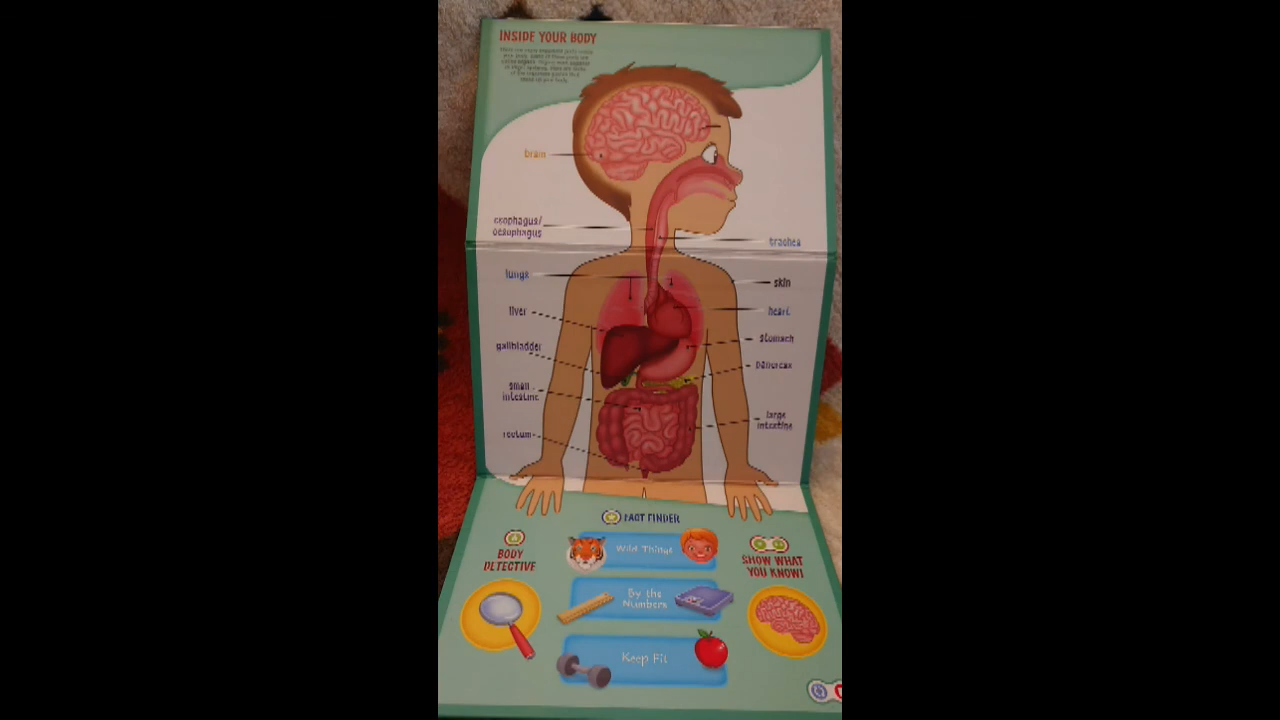 INSIDE YOUR BODY
brain
esophagus/
oesophagus
trachea
lungs
skin
liver
heart
gallbladder
stomach
pancreas
small
intestine
large
intestine
rectum
FACT FINDER
BODY
DETECTIVE
Wild Things
SHOW WHAT
YOU KNOW!
By the
Numbers
Keep Fit